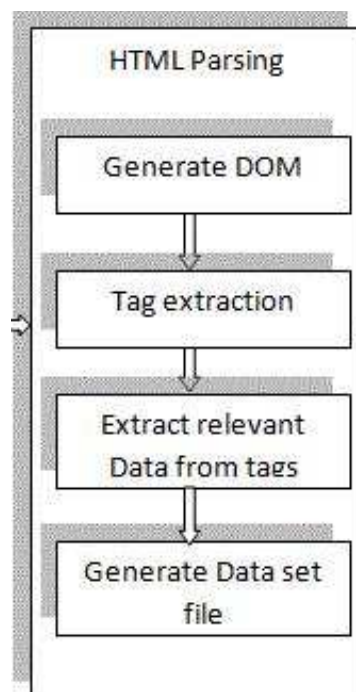 HTML Parsing
Generate DOM
Tag extraction
Extract relevant
Data from tags
Generate Data set
file